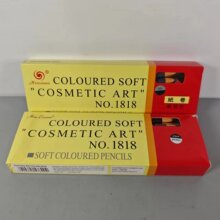 COLOURED SOFT
"COSMETIC ART"
NO.1818
COLOURED SOFT
"COSMETIC ART"
NO.1818
SOFT COLOURED PENCILS